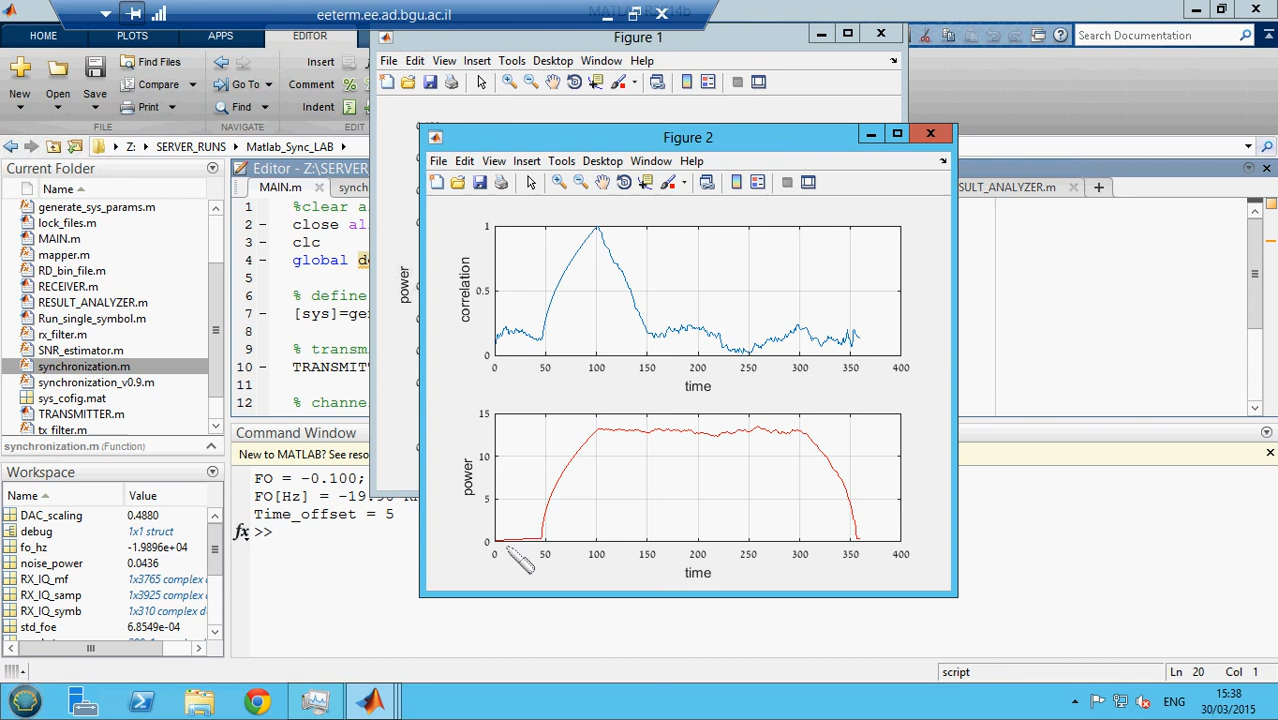 eeterm.ee.ad.bgu.ac.il
HOME PLOTS APPS EDITOR
Search Documentation
New Open Save
Find Files
Compare
Print
FILE
Go To
Find
NAVIGATE
Insert
Comment
Indent
EDIT
Z: SERVER_RUNS Matlab_Sync_LAB
Current Folder
Name
generate_sys_params.m
lock_files.m
MAIN.m
mapper.m
RD_bin_file.m
RECEIVER.m
RESULT_ANALYZER.m
Run_single_symbol.m
rx_filter.m
SNR_estimator.m
synchronization.m
synchronization_v0.9.m
sys_cofig.mat
TRANSMITTER.m
tx_filter.m
synchronization.m (Function)
Workspace
Name Value
DAC_scaling 0.4880
debug 1x1 struct
fo_hz -1.9896e+04
noise_power 0.0436
RX_IQ_mf 1x3765 complex
RX_IQ_samp 1x3925 complex
RX_IQ_symb 1x310 complex
std_foe 6.8549e-04
Editor - Z:\SERVER_RUNS
MAIN.m
RESULT_ANALYZER.m
1 %clear a
2 close al
3 clc
4 global
5
6 % define
7 [sys]=ge
8
9 % transm
10 TRANSMIT
11
12 % channe
Command Window
New to MATLAB? See
FO = -0.100;
Time_offset = 5
fx >>
Figure 1
File Edit View Insert Tools Desktop Window Help
power
Figure 2
File Edit View Insert Tools Desktop Window Help
correlation
1
0.5
0
0 50 100 150 200 250 300 350 400
time
power
15
10
5
0
0 50 100 150 200 250 300 350 400
time
script Ln 20 Col 1
ENG
15:38
30/03/2015